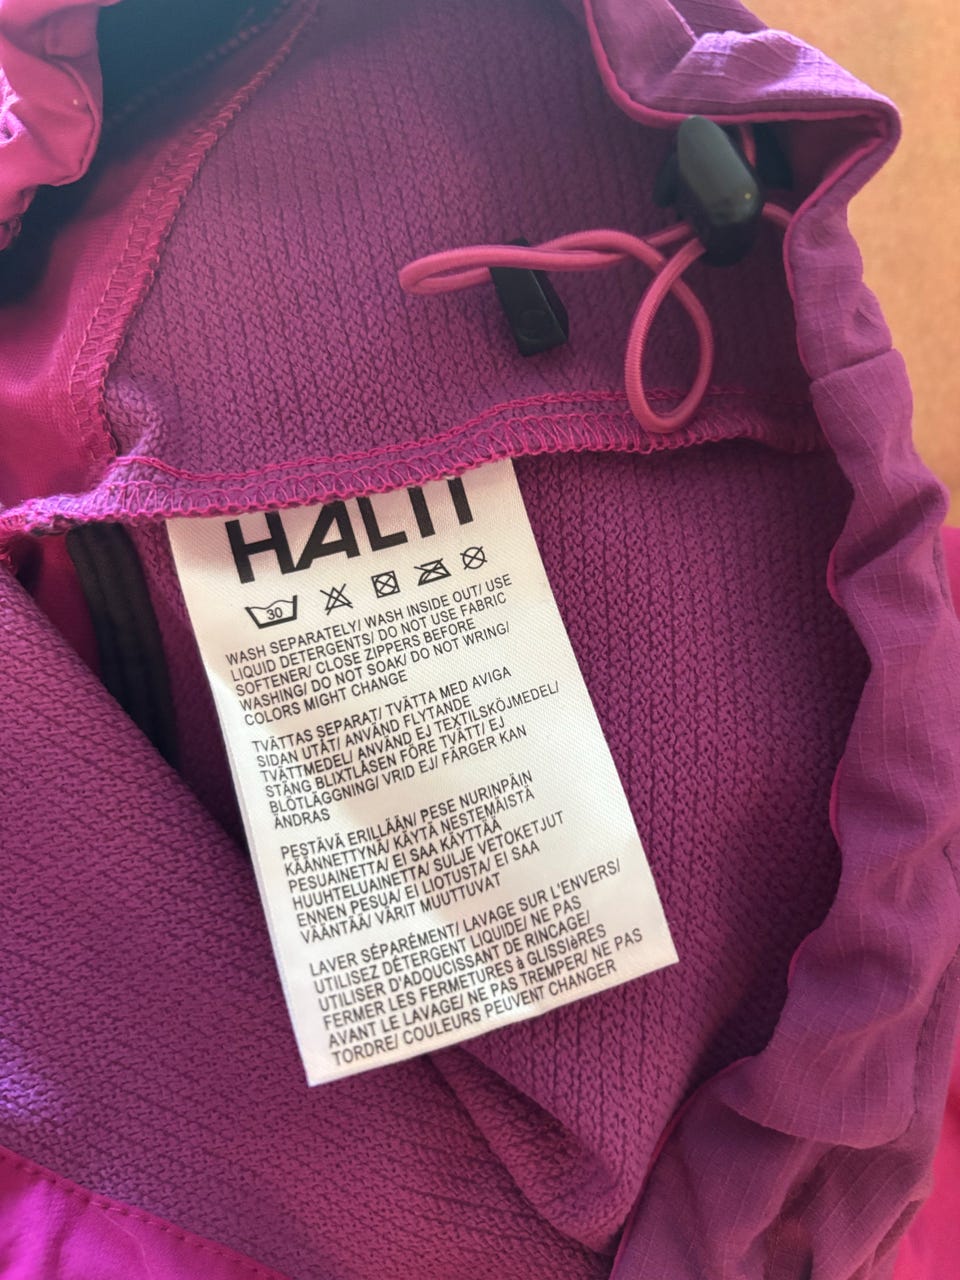 HALTI
30
WASH SEPARATELY/ WASH INSIDE OUT/ USE
LIQUID DETERGENTS/ DO NOT USE FABRIC
SOFTENER/ CLOSE ZIPPERS BEFORE
WASHING/ DO NOT SOAK/ DO NOT WRING/
COLORS MIGHT CHANGE
TVÄTTAS SEPARAT/ TVÄTTA MED AVIGA
SIDAN UTÅT/ ANVÄND FLYTANDE
TVÄTTMEDEL/ ANVÄND EJ TEXTILSKÖJMEDEL/
STÄNG BLIXTLÅSEN FÖRE TVÄTT/ EJ
BLÖTLÄGGNING/ VRID EJ/ FÄRGER KAN
ÄNDRAS
PESTÄVÄ ERILLÄÄN/ PESE NURINPÄIN
KÄÄNNETTYNÄ/ KÄYTÄ NESTEMÄISTÄ
PESUAINETTA/ EI SAA KÄYTTÄÄ
HUUHTELUAINETTA/ SULJE VETOKETJUT
ENNEN PESUA/ EI LIOTUSTA/ EI SAA
VÄÄNTÄÄ/ VÄRIT MUUTTUVAT
LAVER SÉPARÉMENT/ LAVAGE SUR L'ENVERS/
UTILISEZ DÉTERGENT LIQUIDE/ NE PAS
UTILISER D'ADOUCISSANT DE RINCAGE/
FERMER LES FERMETURES à GLISSIèRES
AVANT LE LAVAGE/ NE PAS TREMPER/ NE PAS
TORDRE/ COULEURS PEUVENT CHANGER